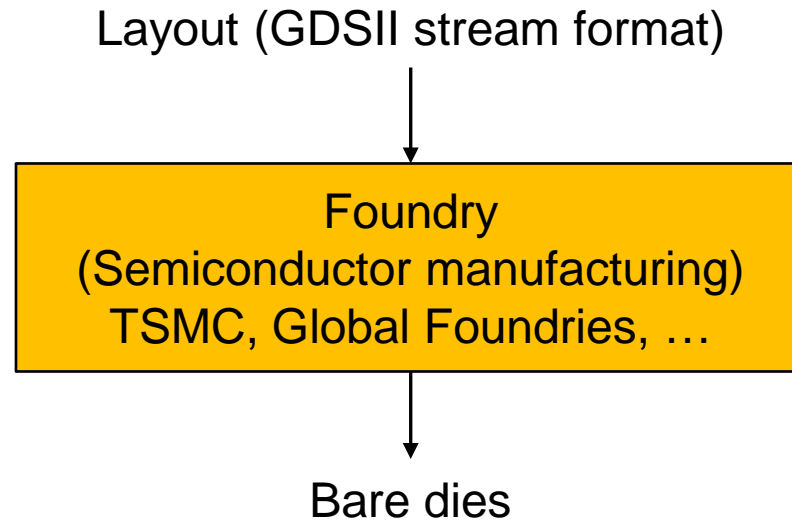 Layout (GDSII stream format)
Foundry
(Semiconductor manufacturing)
TSMC, Global Foundries, …
Bare dies